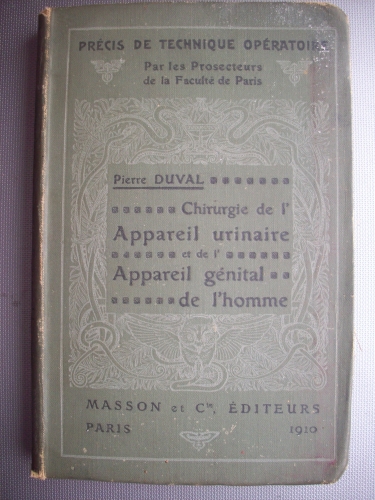 PRÉCIS DE TECHNIQUE OPÉRATOIRE
Par les Prosecteurs
de la Faculté de Paris
Pierre DUVAL
Chirurgie de l'
Appareil urinaire
et de l'
Appareil génital
de l'homme
MASSON et Cie, ÉDITEURS
PARIS 1910